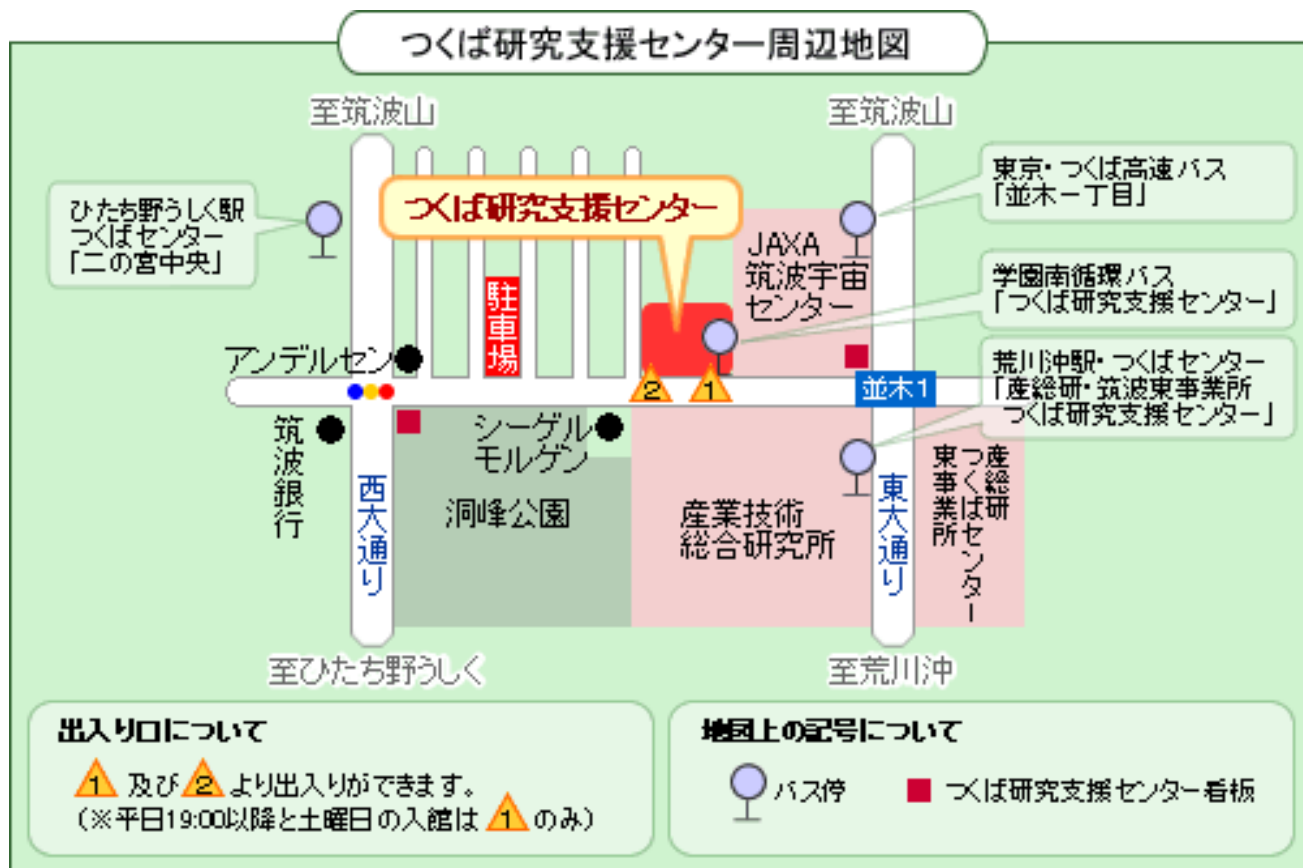 つくば研究支援センター周辺地図
至筑波山
至筑波山
ひたち野うしく駅
つくばセンター
「二の宮中央」
つくば研究支援センター
東京・つくば高速バス
「並木一丁目」
JAXA
筑波宇宙
センター
学園南循環バス
「つくば研究支援センター」
駐車場
アンデルセン
荒川沖駅・つくばセンター
「産総研・筑波東事業所
つくば研究支援センター」
2
1
並木1
筑波銀行
シーゲル
モルゲン
西大通り
洞峰公園
産業技術
総合研究所
東大通り
産総研
つくばセンター
東事業所
至ひたち野うしく
至荒川沖
出入り口について
1 及び 2 より出入りができます。
（※平日19:00以降と土曜日の入館は 1 のみ）
地図上の記号について
バス停
つくば研究支援センター看板